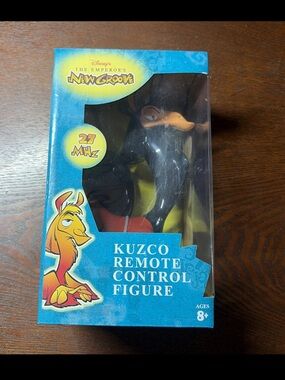 Disney's
THE EMPEROR'S
NEW GROOVE
27
MHz
KUZCO
REMOTE
CONTROL
FIGURE
AGES
8+